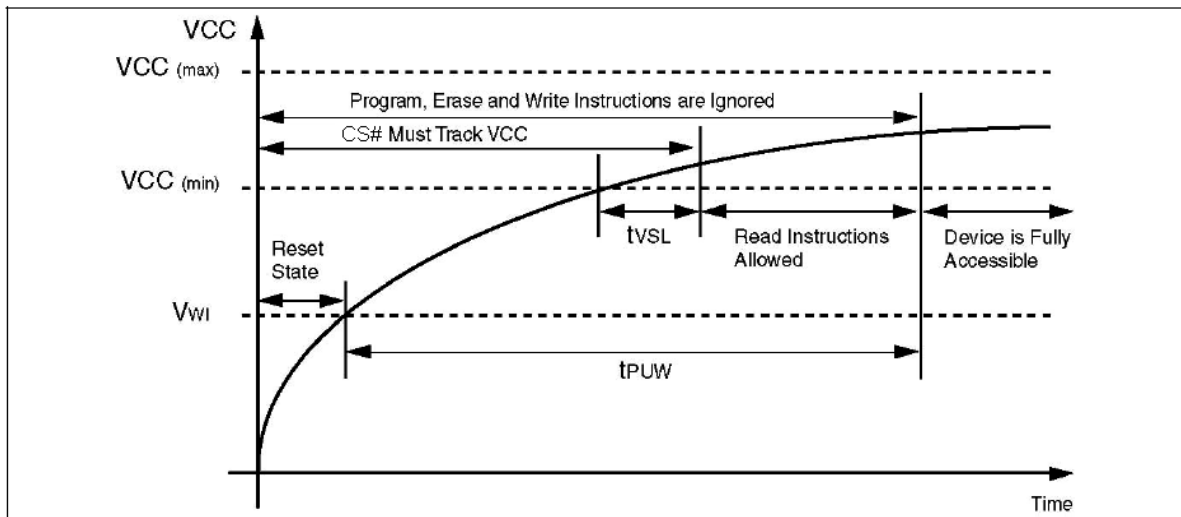 VCC
VCC (max)
Program, Erase and Write Instructions are Ignored
CS# Must Track VCC
VCC (min)
tVSL
Read Instructions
Allowed
Device is Fully
Accessible
Reset
State
VWI
tPUW
Time